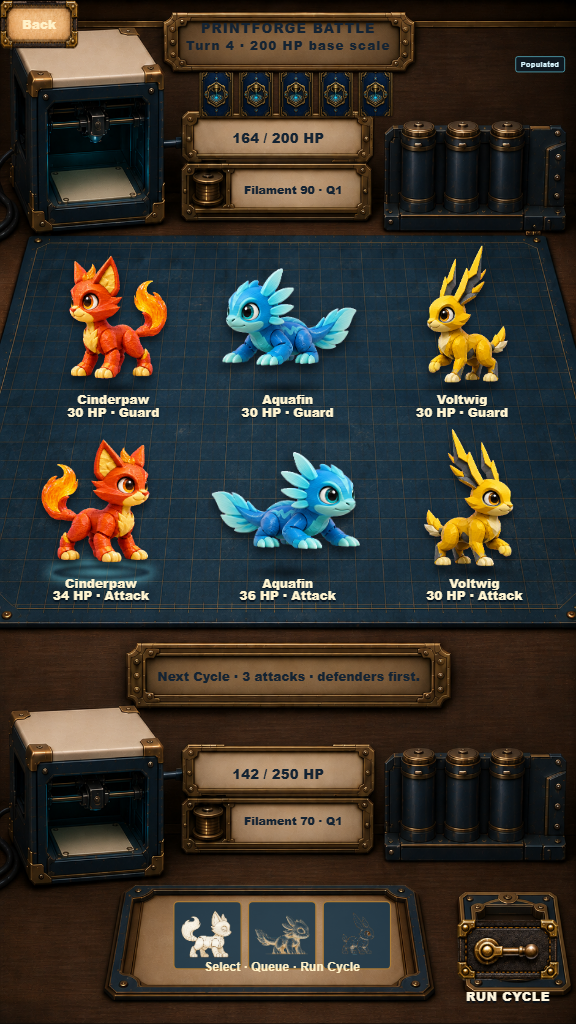 Back
PRINTFORGE BATTLE
Turn 4 · 200 HP base scale
Populated
164 / 200 HP
Filament 90 · Q1
Cinderpaw
30 HP · Guard
Aquafin
30 HP · Guard
Voltwig
30 HP · Guard
Cinderpaw
34 HP · Attack
Aquafin
36 HP · Attack
Voltwig
30 HP · Attack
Next Cycle · 3 attacks · defenders first.
142 / 250 HP
Filament 70 · Q1
Select · Queue · Run Cycle
RUN CYCLE